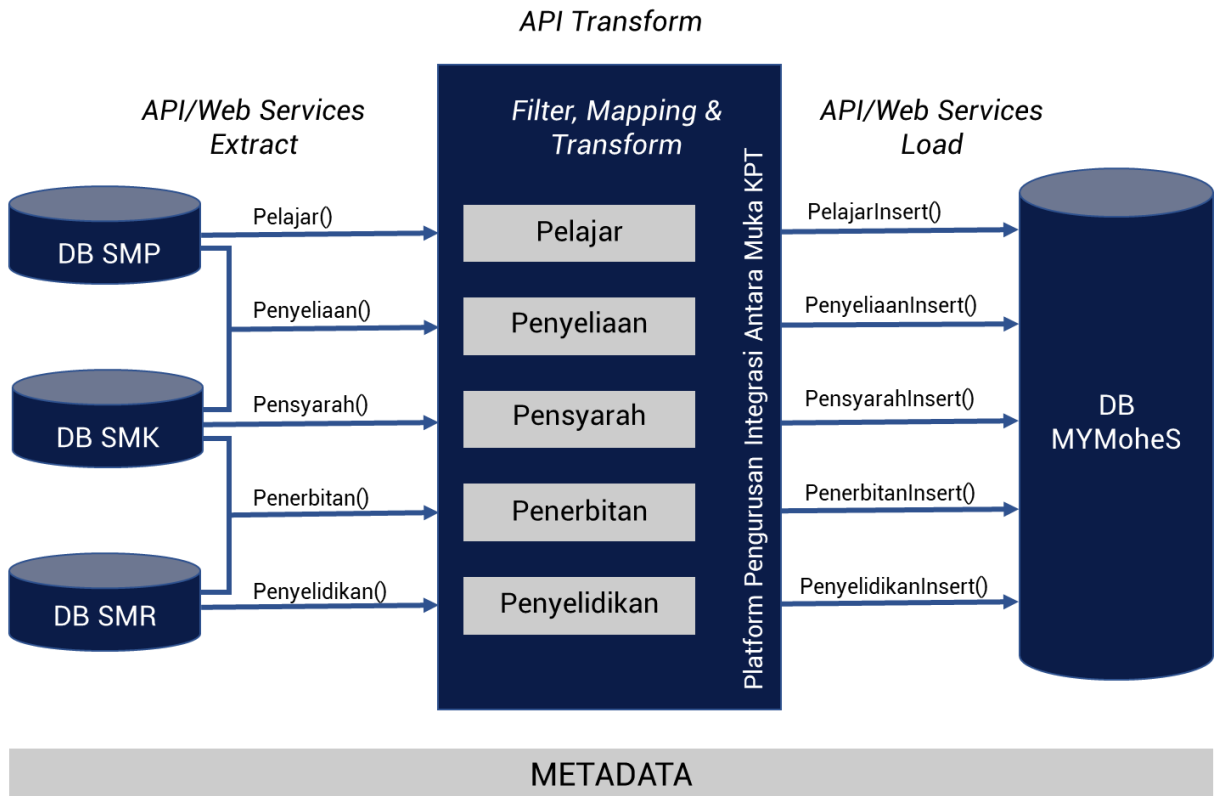 API Transform
API/Web Services
Extract
Filter, Mapping &
Transform
API/Web Services
Load
DB SMP
DB SMK
DB SMR
Pelajar()
Penyeliaan()
Pensyarah()
Penerbitan()
Penyelidikan()
Pelajar
Penyeliaan
Pensyarah
Penerbitan
Penyelidikan
Platform Pengurusan Integrasi Antara Muka KPT
PelajarInsert()
PenyeliaanInsert()
PensyarahInsert()
PenerbitanInsert()
PenyelidikanInsert()
DB
MYMoheS
METADATA